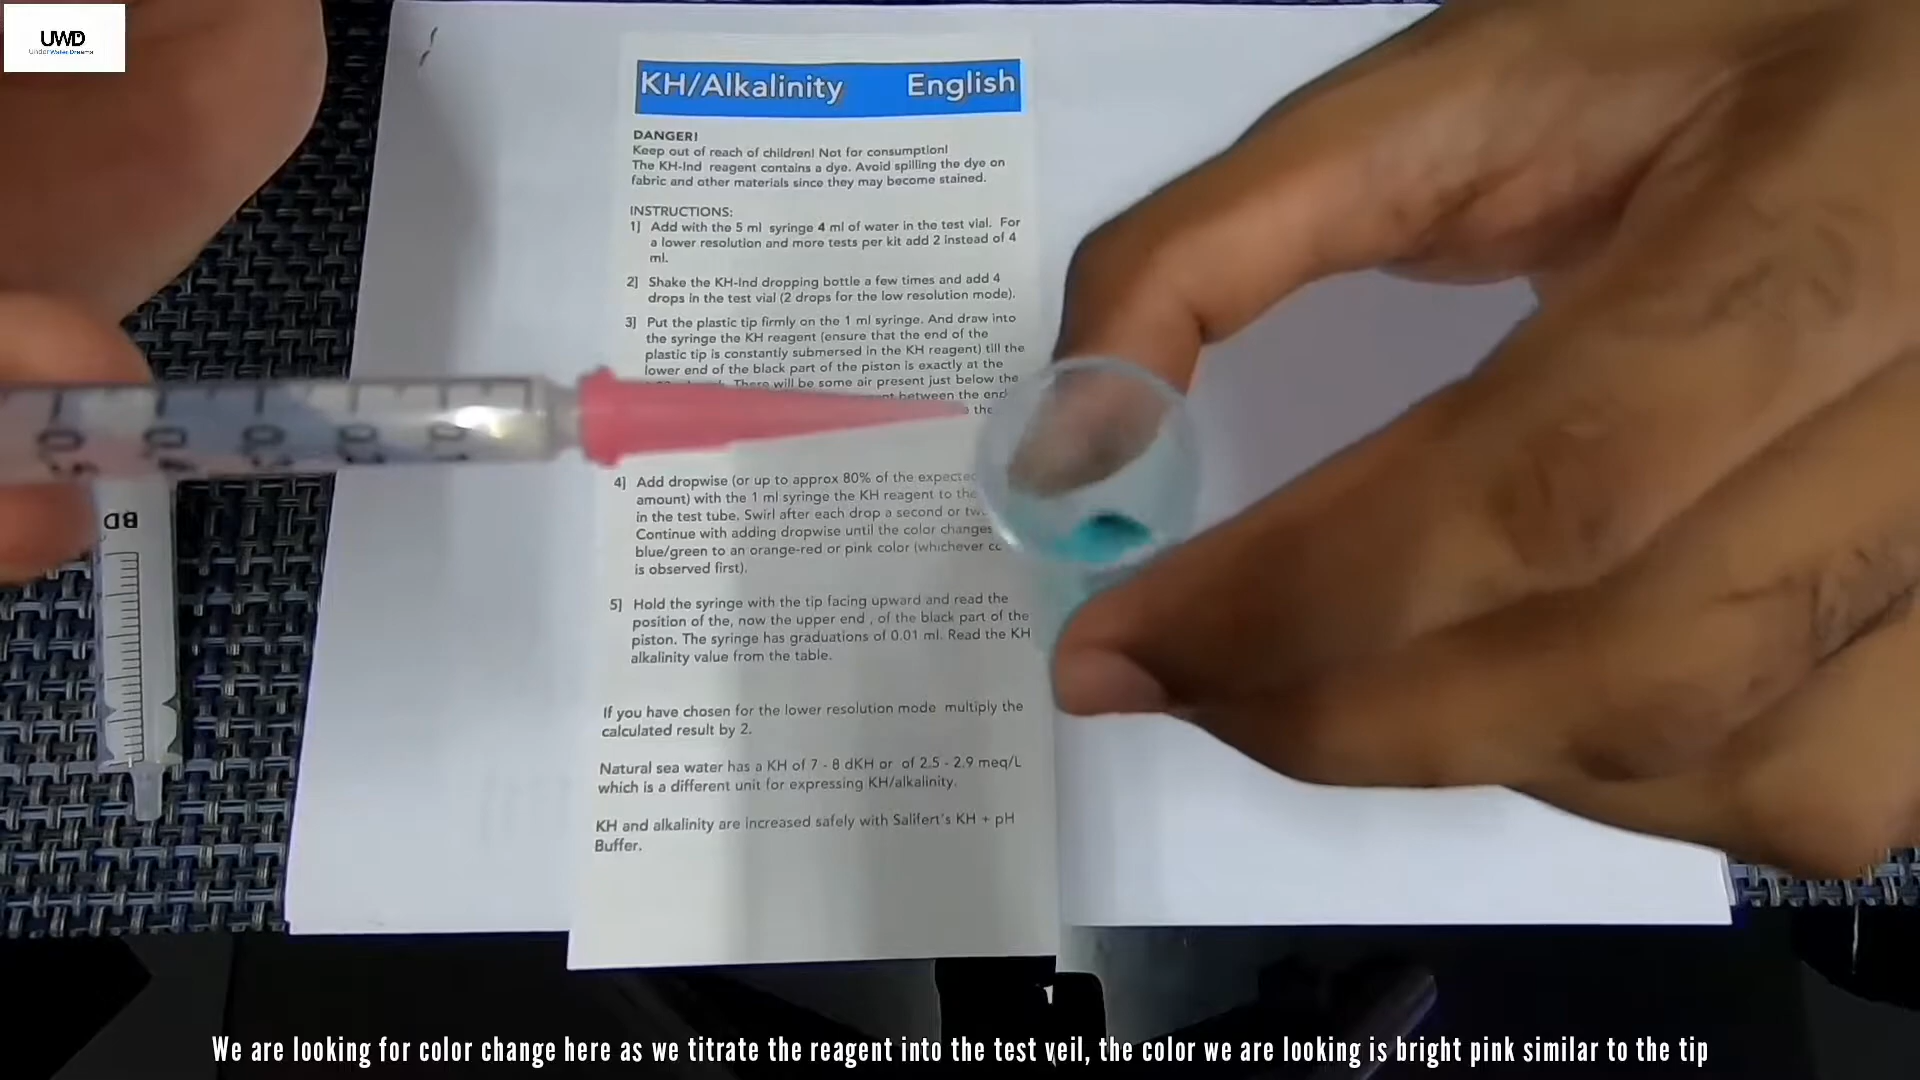 UWD
UnderWaterDreams
KH/Alkalinity English
DANGER!
Keep out of reach of children! Not for consumption!
The KH-Ind reagent contains a dye. Avoid spilling the dye on
fabric and other materials since they may become stained.
INSTRUCTIONS:
1] Add with the 5 ml syringe 4 ml of water in the test vial. For
a lower resolution and more tests per kit add 2 instead of 4
ml.
2] Shake the KH-Ind dropping bottle a few times and add 4
drops in the test vial (2 drops for the low resolution mode).
3] Put the plastic tip firmly on the 1 ml syringe. And draw into
the syringe the KH reagent (ensure that the end of the
plastic tip is constantly submersed in the KH reagent) till the
lower end of the black part of the piston is exactly at the
There will be some air present just below the
between the end
the
4] Add dropwise (or up to approx 80% of the expected
amount) with the 1 ml syringe the KH reagent to the
in the test tube. Swirl after each drop a second or
Continue with adding dropwise until the color changes
blue/green to an orange-red or pink color (whichever
is observed first).
5] Hold the syringe with the tip facing upward and read the
position of the, now the upper end , of the black part of the
piston. The syringe has graduations of 0.01 ml. Read the KH
alkalinity value from the table.
If you have chosen for the lower resolution mode multiply the
calculated result by 2.
Natural sea water has a KH of 7 - 8 dKH or of 2.5 - 2.9 meq/L
which is a different unit for expressing KH/alkalinity.
KH and alkalinity are increased safely with Salifert's KH + pH
Buffer.
BD
We are looking for color change here as we titrate the reagent into the test veil, the color we are looking is bright pink similar to the tip